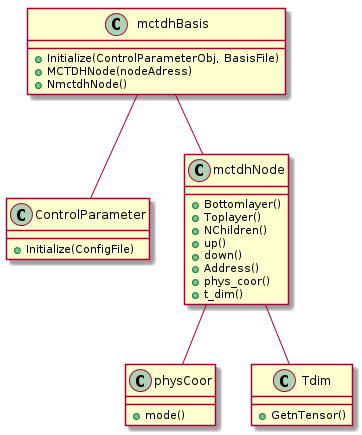 C mctdhBasis
Initialize(ControlParameterObj, BasisFile)
MCTDHNode(nodeAdress)
NmctdhNode()
C ControlParameter
Initialize(ConfigFile)
C mctdhNode
Bottomlayer()
Toplayer()
NChildren()
up()
down()
Address()
phys_coor()
t_dim()
C physCoor
mode()
C Tdim
GetnTensor()